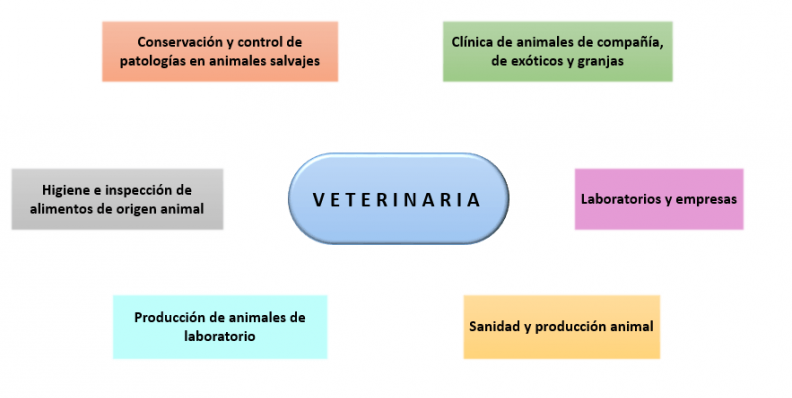 Conservación y control de
patologías en animales salvajes
Clínica de animales de compañía,
de exóticos y granjas
Higiene e inspección de
alimentos de origen animal
VETERINARIA
Laboratorios y empresas
Producción de animales de
laboratorio
Sanidad y producción animal